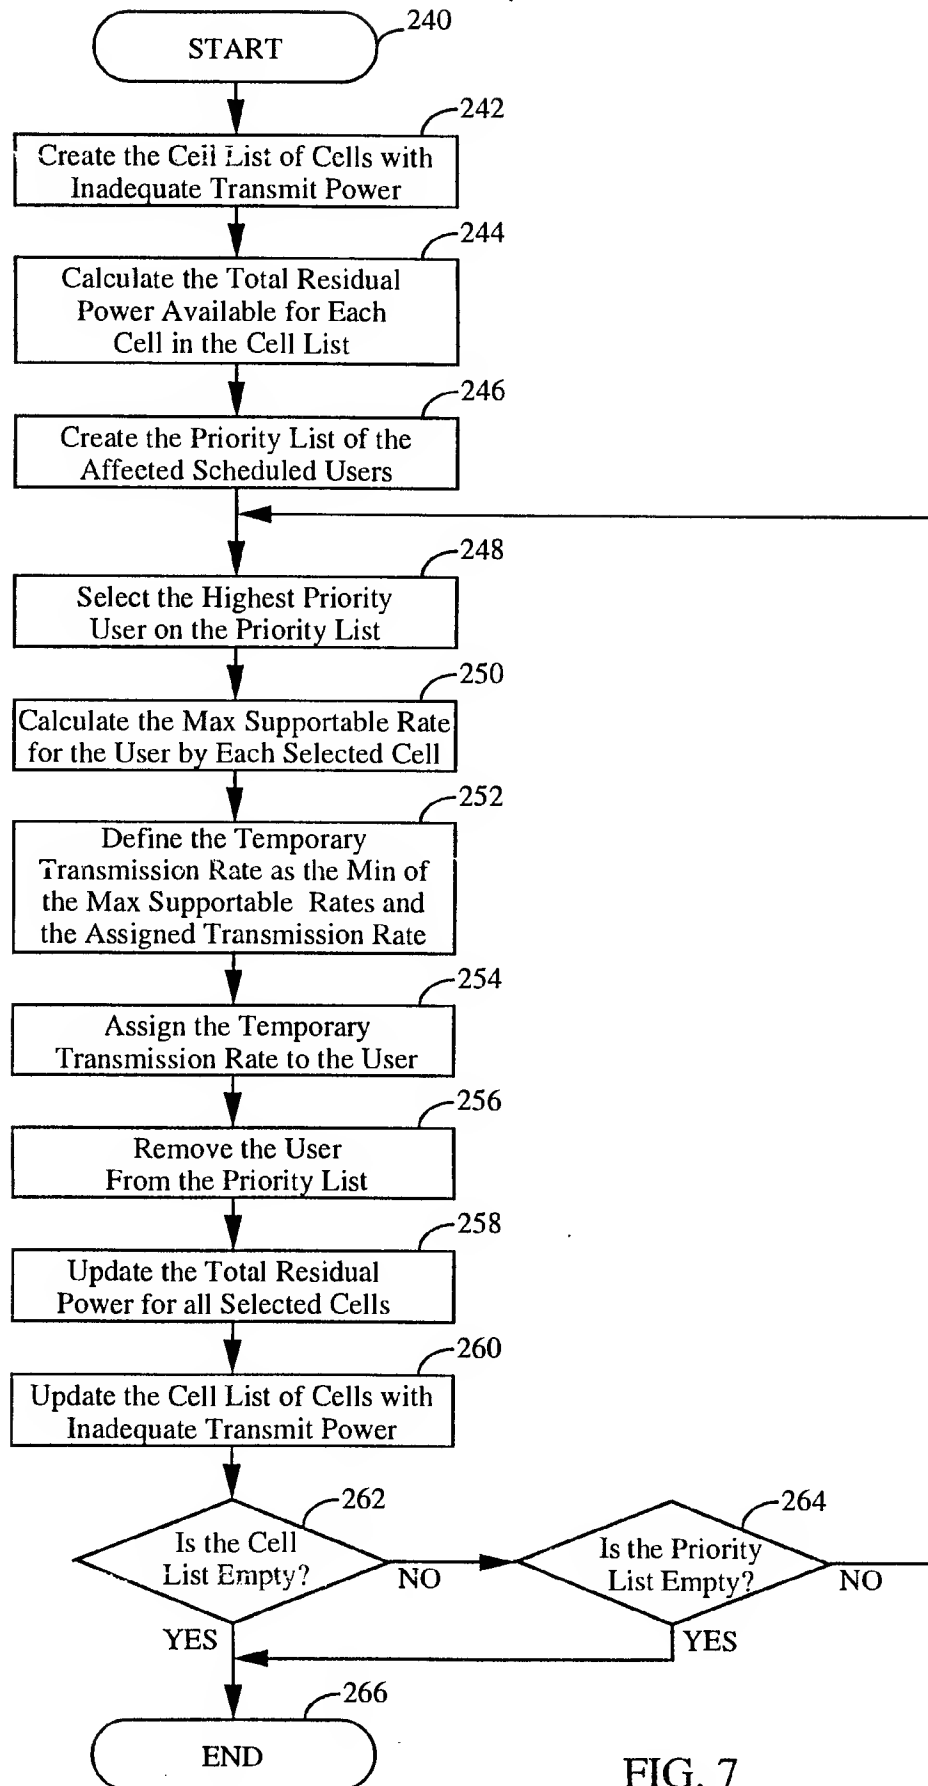 START
240
242
Create the Cell List of Cells with
Inadequate Transmit Power
244
Calculate the Total Residual
Power Available for Each
Cell in the Cell List
246
Create the Priority List of the
Affected Scheduled Users
248
Select the Highest Priority
User on the Priority List
250
Calculate the Max Supportable Rate
for the User by Each Selected Cell
252
Define the Temporary
Transmission Rate as the Min of
the Max Supportable Rates and
the Assigned Transmission Rate
254
Assign the Temporary
Transmission Rate to the User
256
Remove the User
From the Priority List
258
Update the Total Residual
Power for all Selected Cells
260
Update the Cell List of Cells with
Inadequate Transmit Power
262
Is the Cell
List Empty?
NO
YES
264
Is the Priority
List Empty?
NO
YES
266
END
FIG. 7